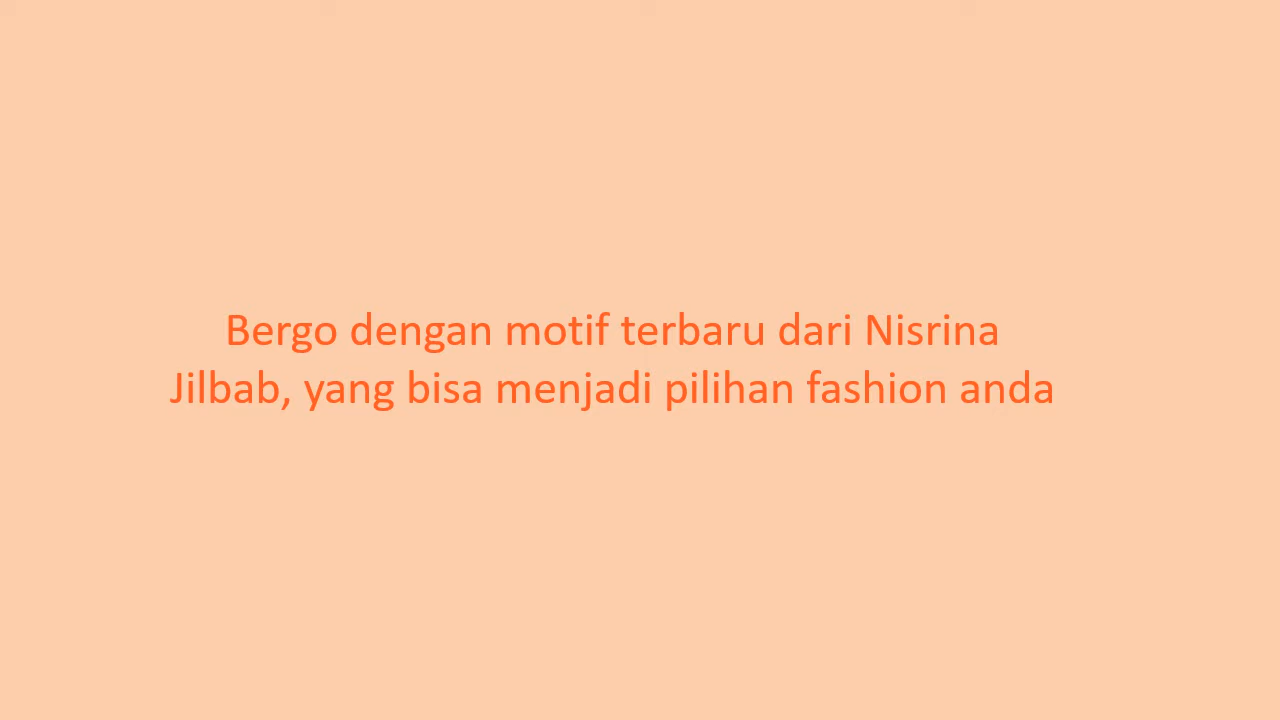 Bergo dengan motif terbaru dari Nisrina
Jilbab, yang bisa menjadi pilihan fashion anda